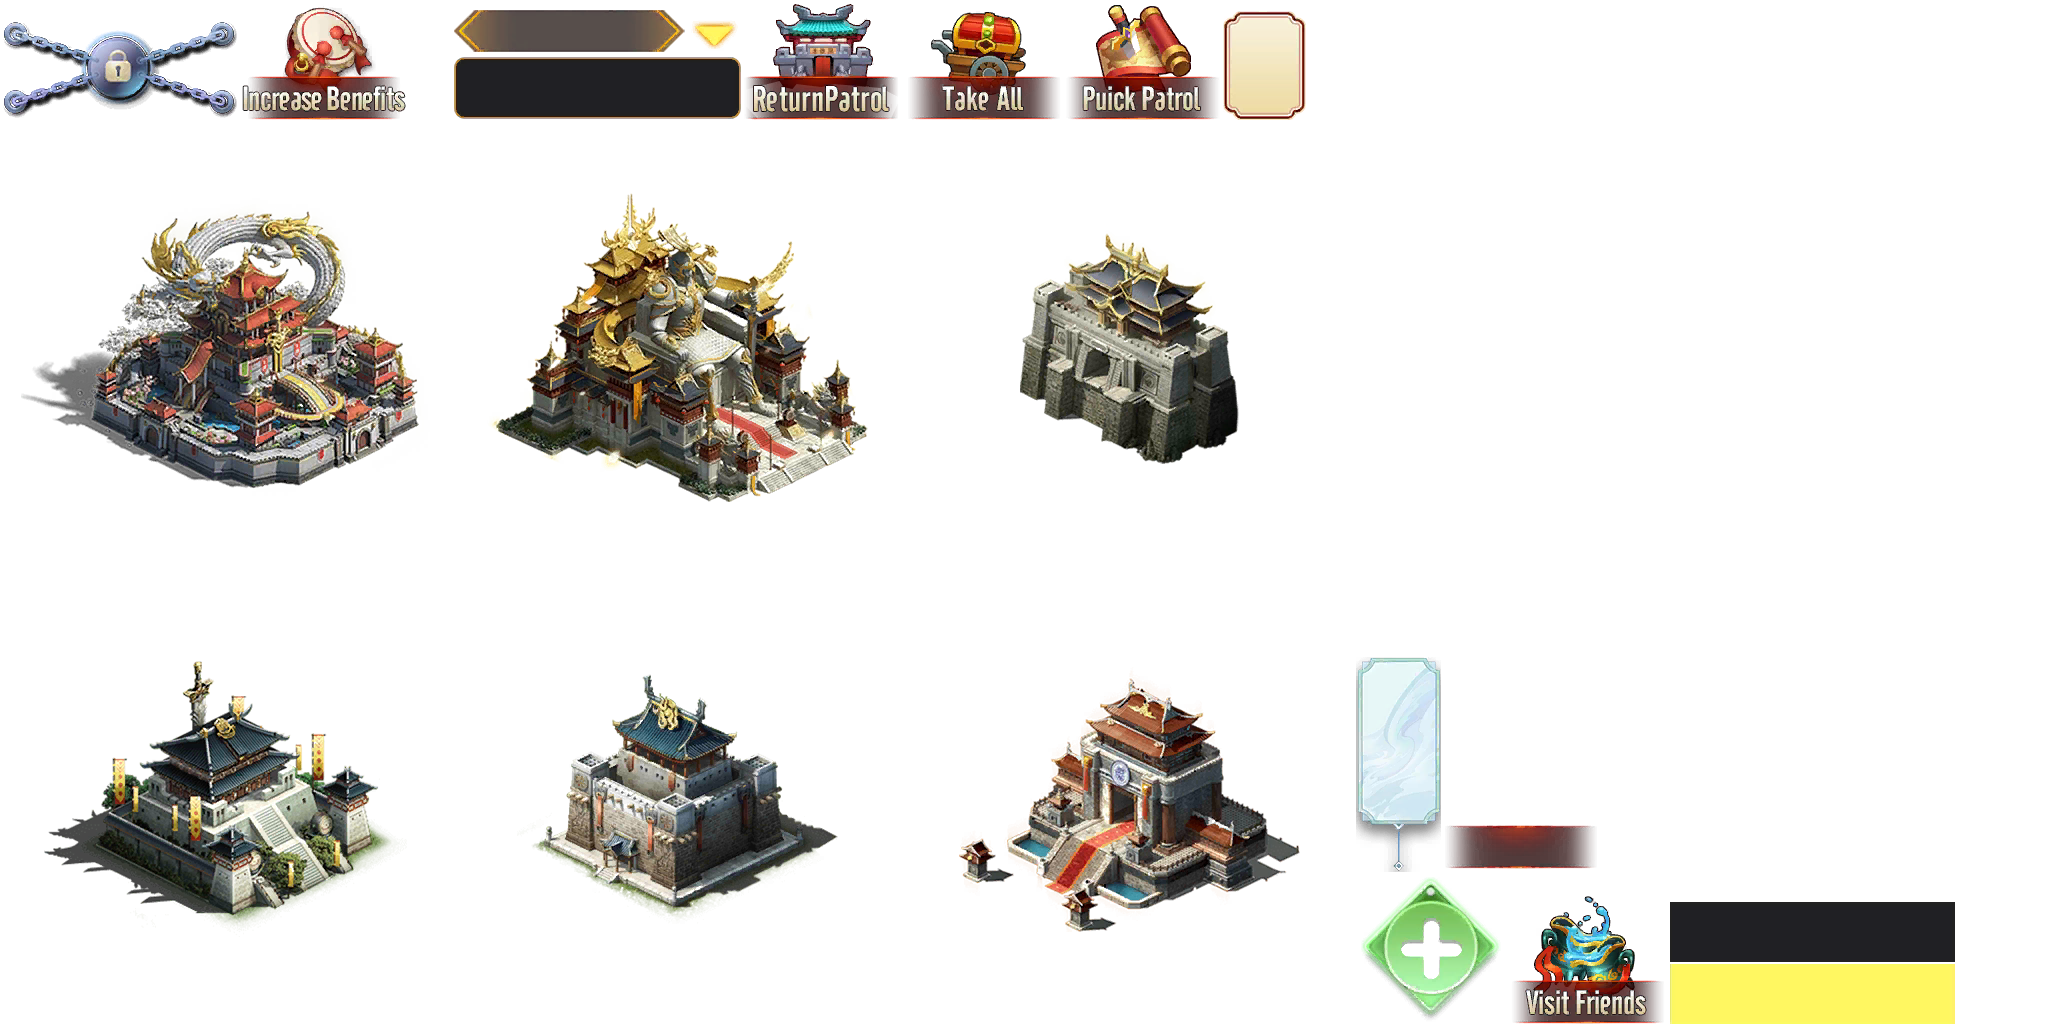 Increase Benefits
ReturnPatrol
Take All
Puick Patrol
Visit Friends